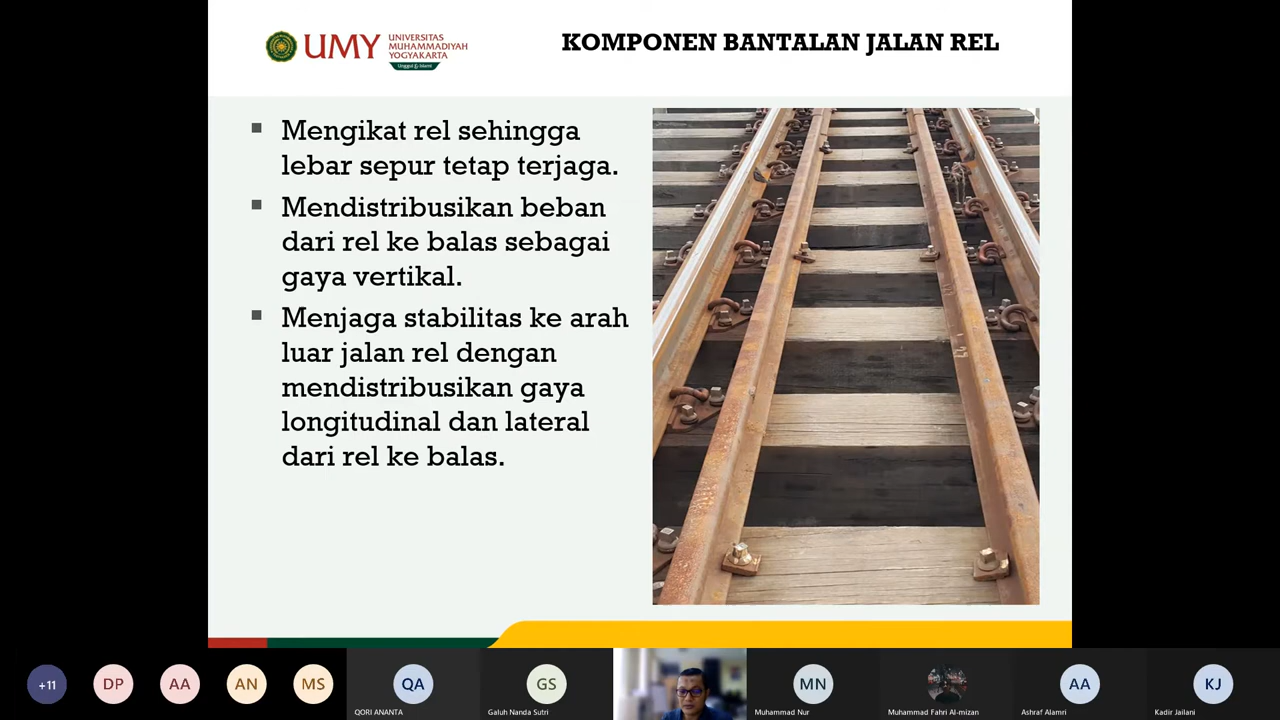 UMY
UNIVERSITAS
MUHAMMADIYAH
YOGYAKARTA
Unggul & Islami
KOMPONEN BANTALAN JALAN REL
Mengikat rel sehingga
lebar sepur tetap terjaga.
Mendistribusikan beban
dari rel ke balas sebagai
gaya vertikal.
Menjaga stabilitas ke arah
luar jalan rel dengan
mendistribusikan gaya
longitudinal dan lateral
dari rel ke balas.
+11
DP
AA
AN
MS
QA
QORI ANANTA
GS
Galuh Nanda Sutri
MN
Muhammad Nur
Muhammad Fahri Al-mizan
AA
Ashraf Alamri
KJ
Kadir Jailani